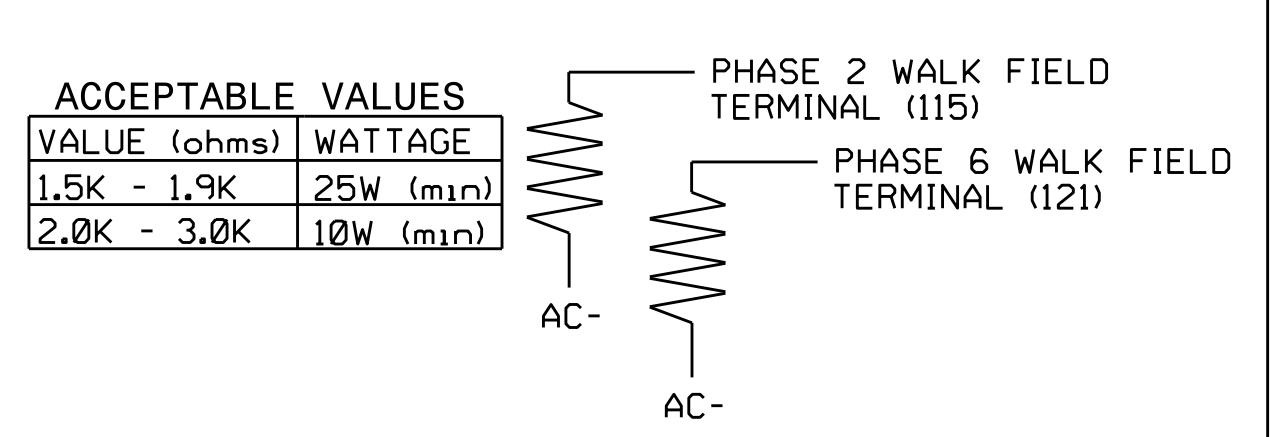 ACCEPTABLE VALUES
VALUE (ohms) WATTAGE
1.5K - 1.9K 25W (min)
2.0K - 3.0K 10W (min)
PHASE 2 WALK FIELD
TERMINAL (115)
AC-
PHASE 6 WALK FIELD
TERMINAL (121)
AC-